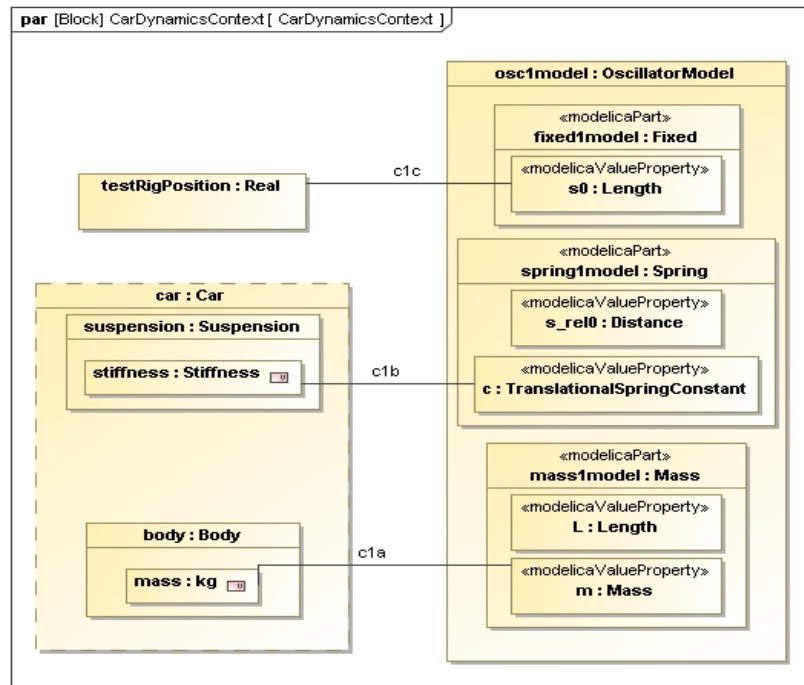 par [Block] CarDynamicsContext [ CarDynamicsContext ]
osc1model : OscillatorModel
«modelicaPart»
fixed1model : Fixed
«modelicaValueProperty»
s0 : Length
c1c
testRigPosition : Real
«modelicaPart»
spring1model : Spring
«modelicaValueProperty»
s_rel0 : Distance
«modelicaValueProperty»
c : TranslationalSpringConstant
car : Car
suspension : Suspension
stiffness : Stiffness
c1b
«modelicaPart»
mass1model : Mass
«modelicaValueProperty»
L : Length
«modelicaValueProperty»
m : Mass
body : Body
mass : kg
c1a